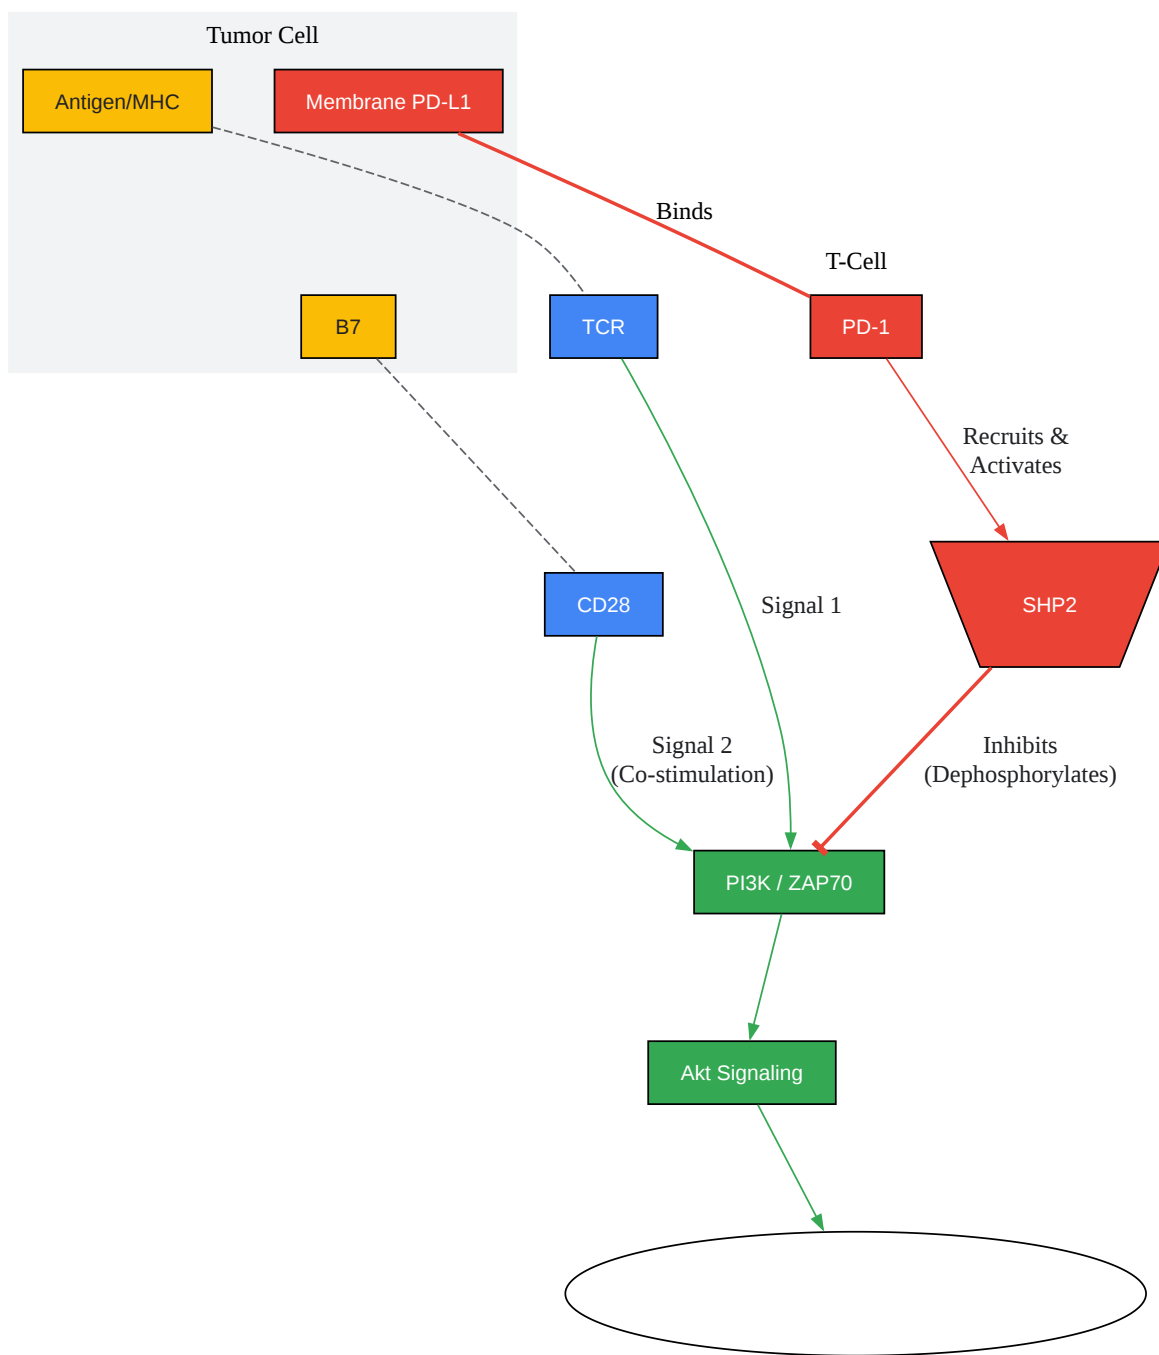 Tumor Cell
Antigen/MHC
Membrane PD-L1
Binds
T-Cell
B7
TCR
PD-1
Recruits &
Activates
CD28
Signal 1
SHP2
Signal 2
(Co-stimulation)
Inhibits
(Dephosphorylates)
PI3K / ZAP70
Akt Signaling